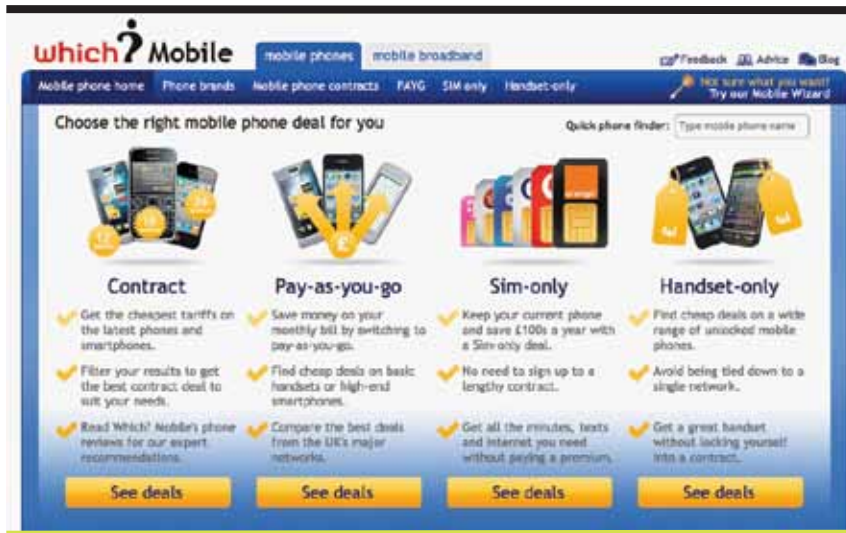 which? Mobile
mobile phones mobile broadband
Feedback Advice Blog
Mobile phone home Phone brands Mobile phone contracts PAYG SIM only Handset-only
Not sure what you want?
Try our Mobile Wizard
Choose the right mobile phone deal for you
Quick phone finder: Type mobile phone name
orange
£
Contract
Get the cheapest tariffs on
the latest phones and
smartphones.
Filter your results to get
the best contract deal to
suit your needs.
Read Which? Mobile's phone
reviews for our expert
recommendations.
See deals
Pay-as-you-go
Save money on your
monthly bill by switching to
pay-as-you-go.
Find cheap deals on basic
handsets or high-end
smartphones.
Compare the best deals
from the UK's major
networks.
See deals
Sim-only
Keep your current phone
and save £100s a year with
a Sim-only deal.
No need to sign up to a
lengthy contract.
Get all the minutes, texts
and internet you need
without paying a premium.
See deals
Handset-only
Find cheap deals on a wide
range of unlocked mobile
phones.
Avoid being tied down to a
single network.
Get a great handset
without locking yourself
into a contract.
See deals